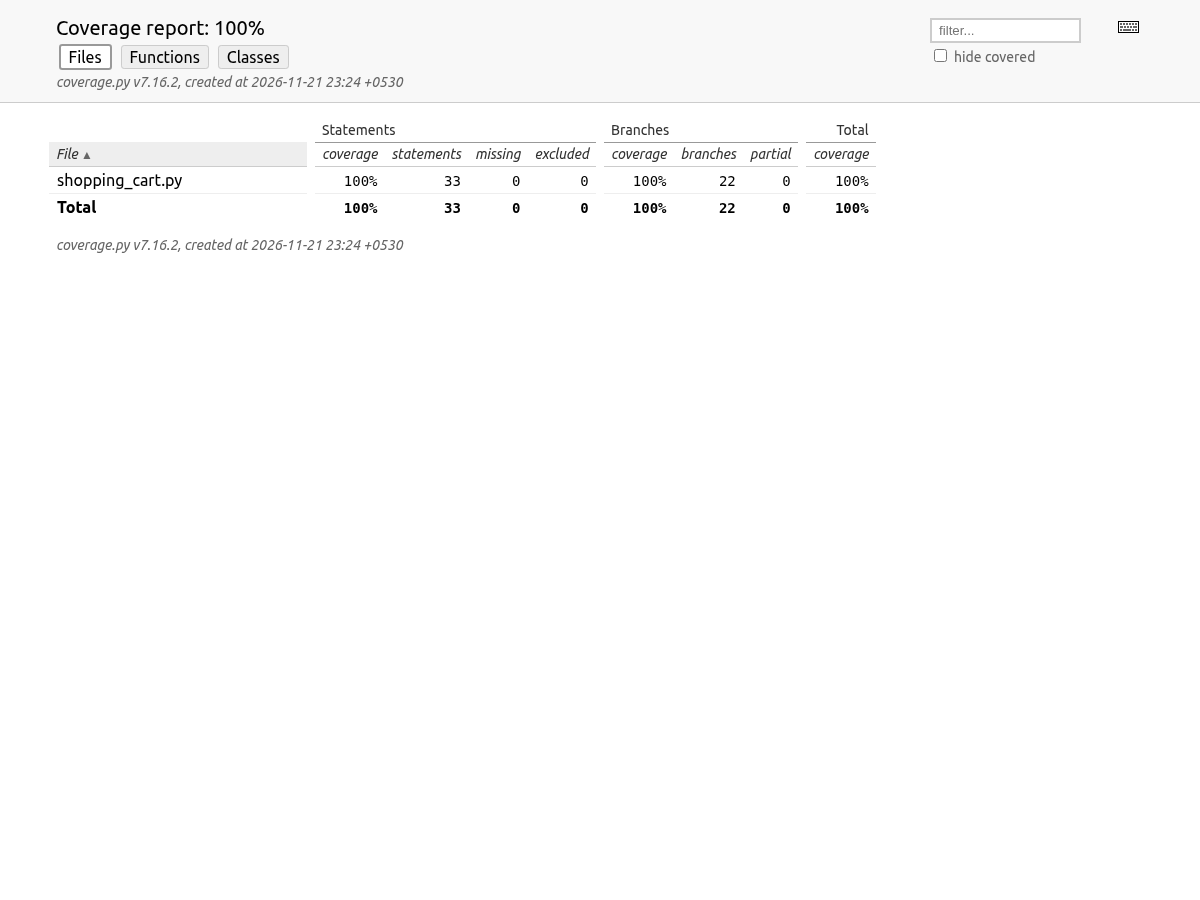 Coverage report: 100%
filter...
Files Functions Classes
hide covered
coverage.py v7.16.2, created at 2026-11-21 23:24 +0530
Statements Branches Total
File ▲ coverage statements missing excluded coverage branches partial coverage
shopping_cart.py 100% 33 0 0 100% 22 0 100%
Total 100% 33 0 0 100% 22 0 100%
coverage.py v7.16.2, created at 2026-11-21 23:24 +0530